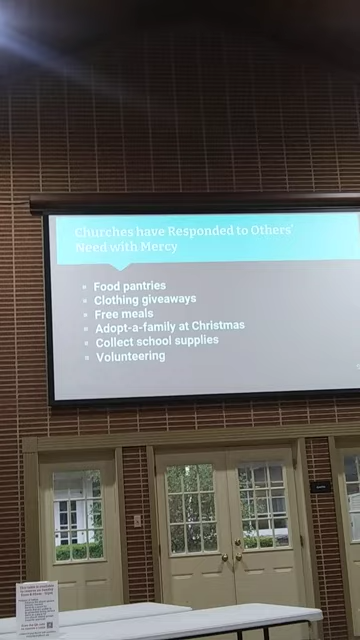 Churches have Responded to Others'
Need with Mercy
Food pantries
Clothing giveaways
Free meals
Adopt-a-family at Christmas
Collect school supplies
Volunteering